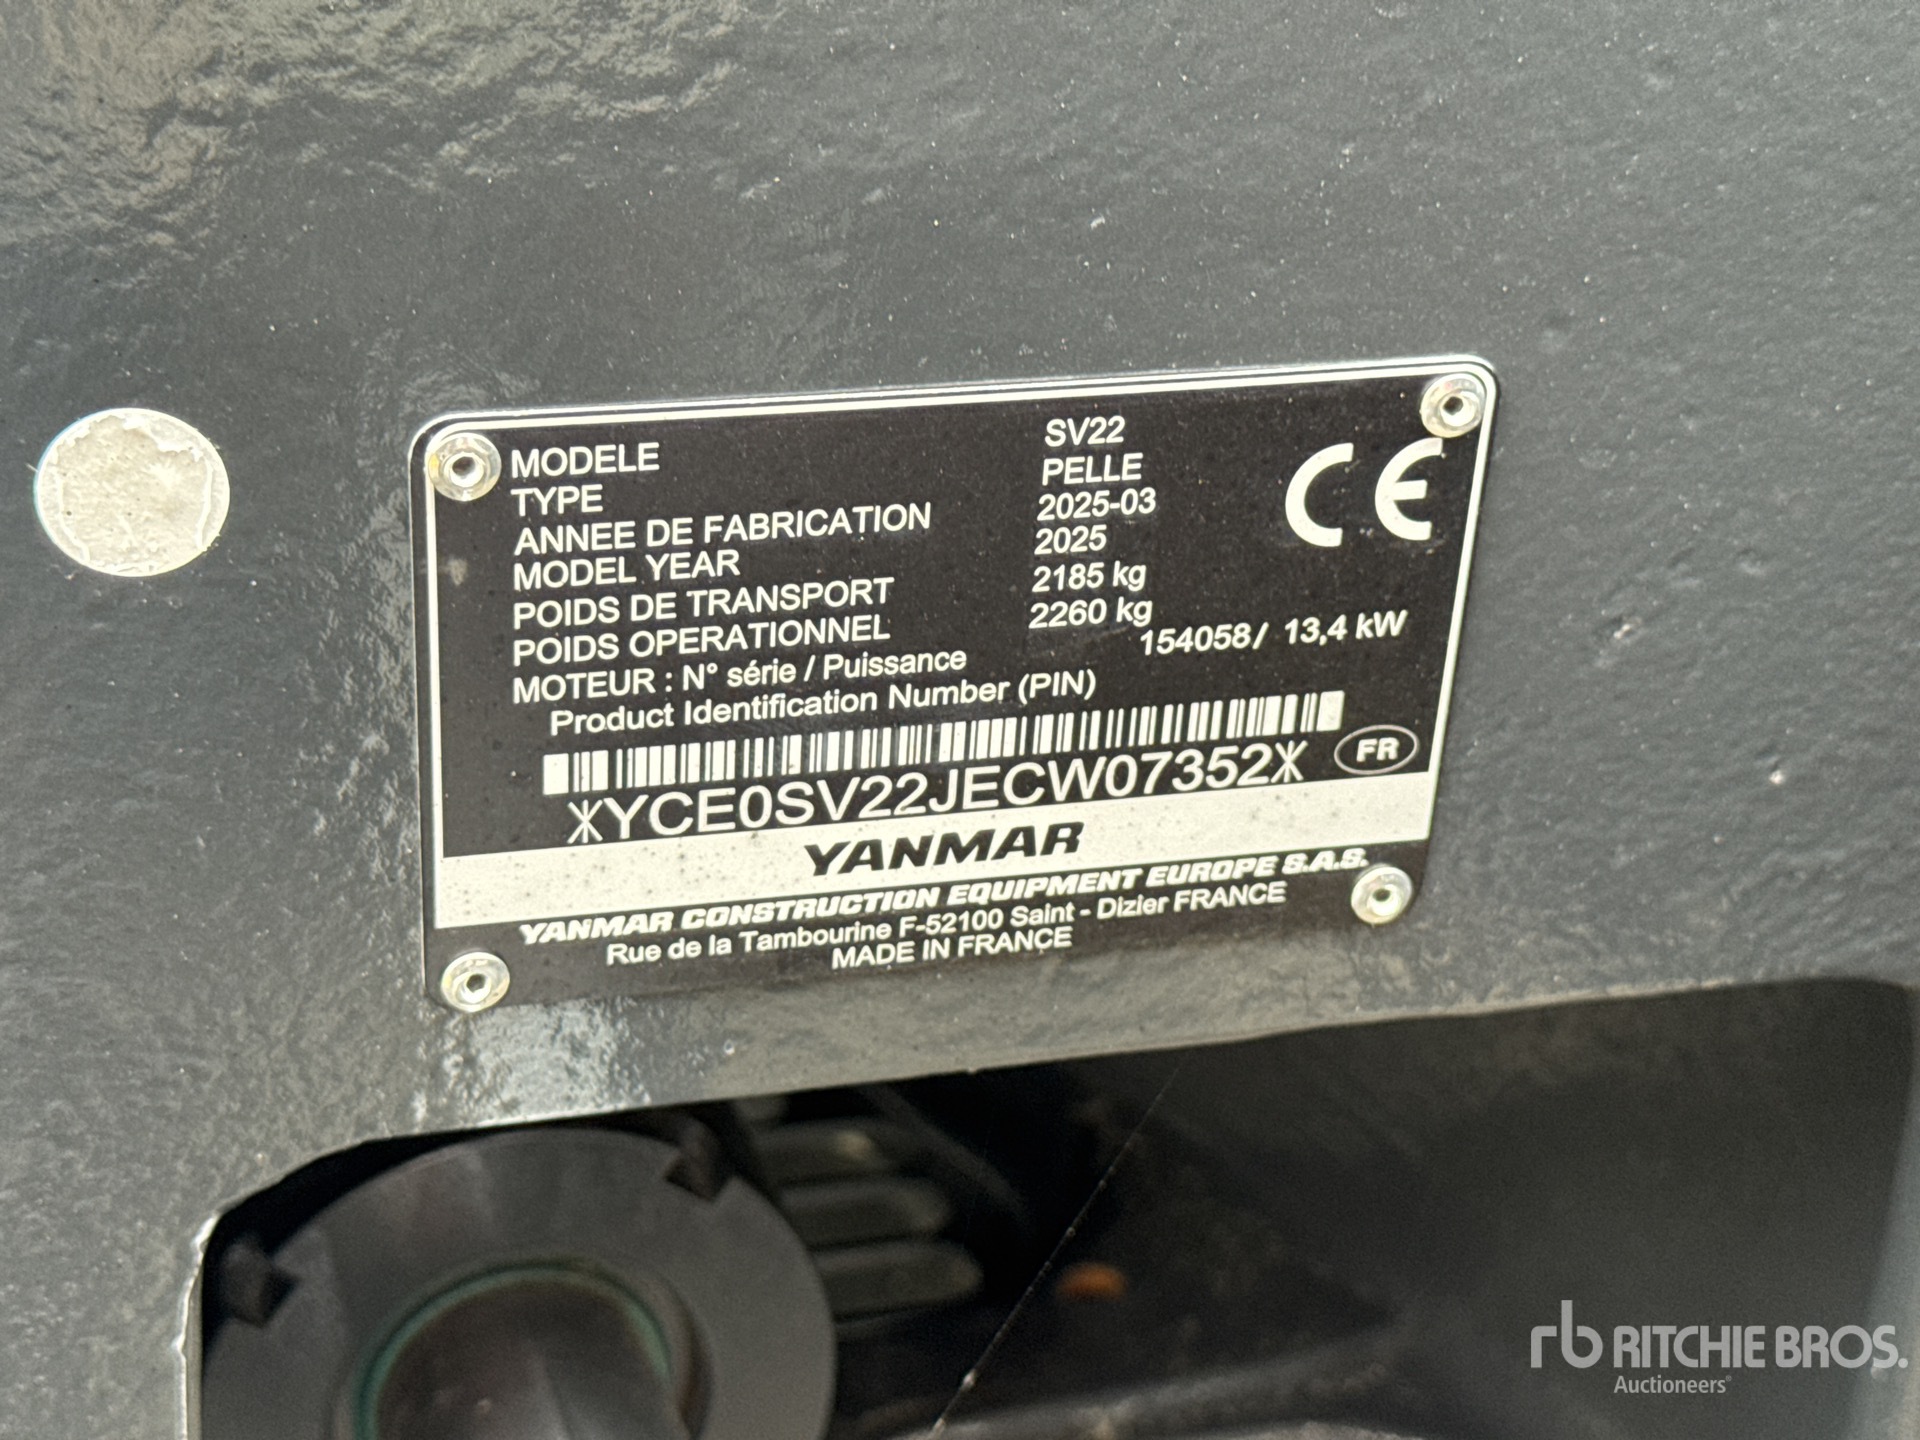 MODELE SV22
TYPE PELLE
ANNEE DE FABRICATION 2025-03
MODEL YEAR 2025
POIDS DE TRANSPORT 2185 kg
POIDS OPERATIONNEL 2260 kg
MOTEUR : N° série / Puissance 154058/ 13,4 kW
Product Identification Number (PIN)
*YCE0SV22JECW07352*
FR
CE
YANMAR
YANMAR CONSTRUCTION EQUIPMENT EUROPE S.A.S.
Rue de la Tambourine F-52100 Saint - Dizier FRANCE
MADE IN FRANCE
rb RITCHIE BROS.
Auctioneers